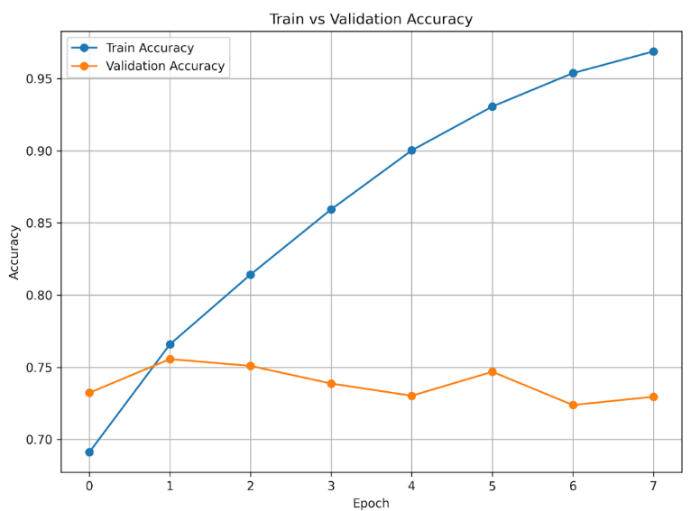 Train vs Validation Accuracy
Train Accuracy
Validation Accuracy
0.95
0.90
0.85
0.80
0.75
0.70
Accuracy
0 1 2 3 4 5 6 7
Epoch